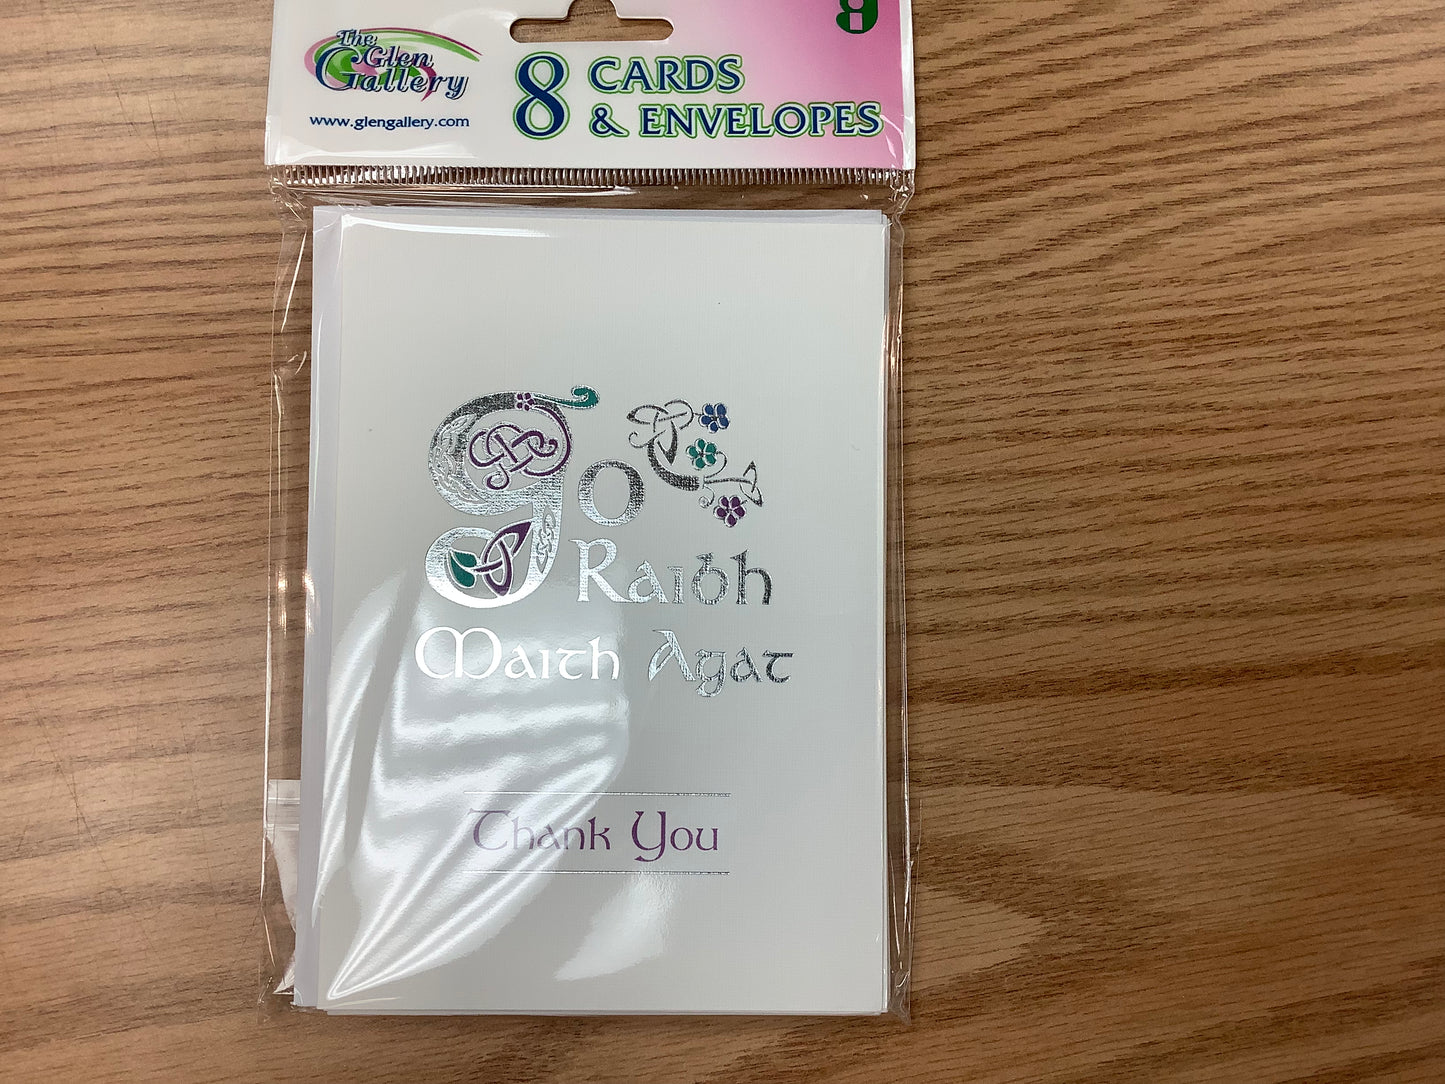 The
Glen
Gallery
www.glengallery.com
8 CARDS
& ENVELOPES
go
Raibh
Maith Agat
Thank You